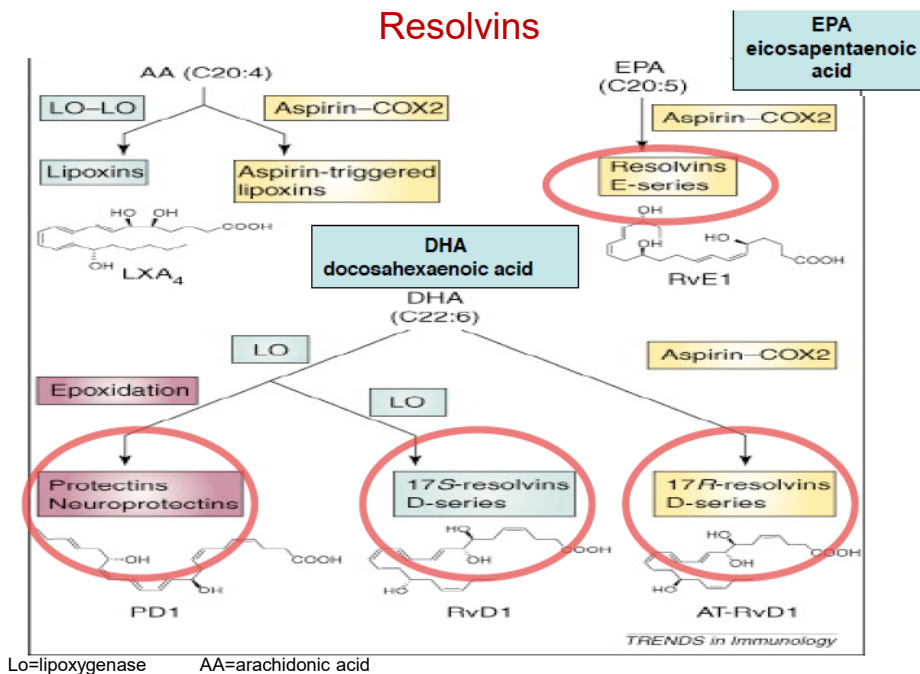 Resolvins
EPA
eicosapentaenoic
acid
AA (C20:4)
LO–LO
Aspirin–COX2
Lipoxins
Aspirin-triggered
lipoxins
HO
OH
COOH
OH
LXA4
EPA
(C20:5)
Aspirin–COX2
Resolvins
E-series
OH
OH
HO
COOH
RvE1
DHA
docosahexaenoic acid
DHA
(C22:6)
LO
Aspirin–COX2
Epoxidation
LO
Protectins
Neuroprotectins
OH
COOH
OH
PD1
17S-resolvins
D-series
HO
OH
COOH
HO
RvD1
17R-resolvins
D-series
HO
OH
COOH
HO
AT-RvD1
TRENDS in Immunology
Lo=lipoxygenase AA=arachidonic acid